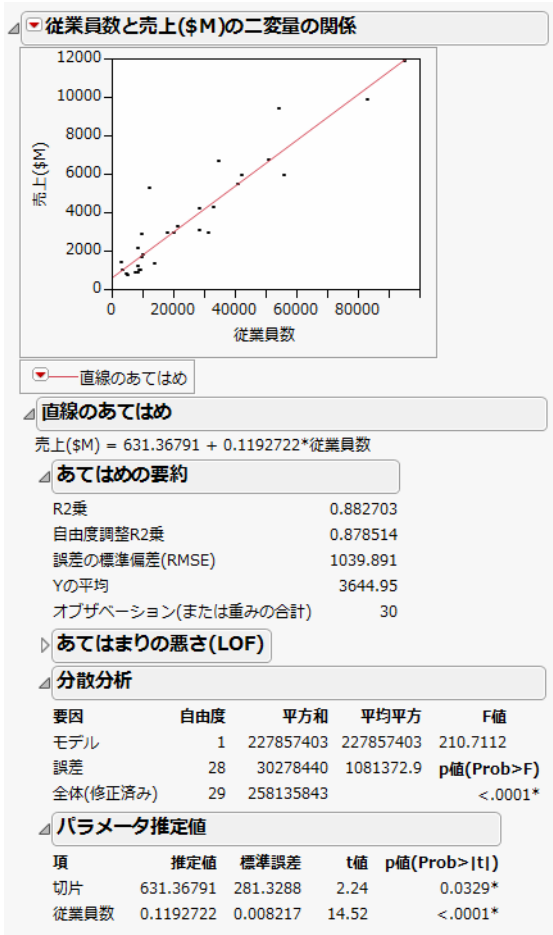 従業員数と売上($M)の二変量の関係
12000
10000
8000
6000
4000
2000
0
売上($M)
0 20000 40000 60000 80000
従業員数
直線のあてはめ
直線のあてはめ
売上($M) = 631.36791 + 0.1192722*従業員数
あてはめの要約
R2乗 0.882703
自由度調整R2乗 0.878514
誤差の標準偏差(RMSE) 1039.891
Yの平均 3644.95
オブザベーション(または重みの合計) 30
あてはまりの悪さ(LOF)
分散分析
要因 自由度 平方和 平均平方 F値
モデル 1 227857403 227857403 210.7112
誤差 28 30278440 1081372.9 p値(Prob>F)
全体(修正済み) 29 258135843 <.0001*
パラメータ推定値
項 推定値 標準誤差 t値 p値(Prob>|t|)
切片 631.36791 281.3288 2.24 0.0329*
従業員数 0.1192722 0.008217 14.52 <.0001*